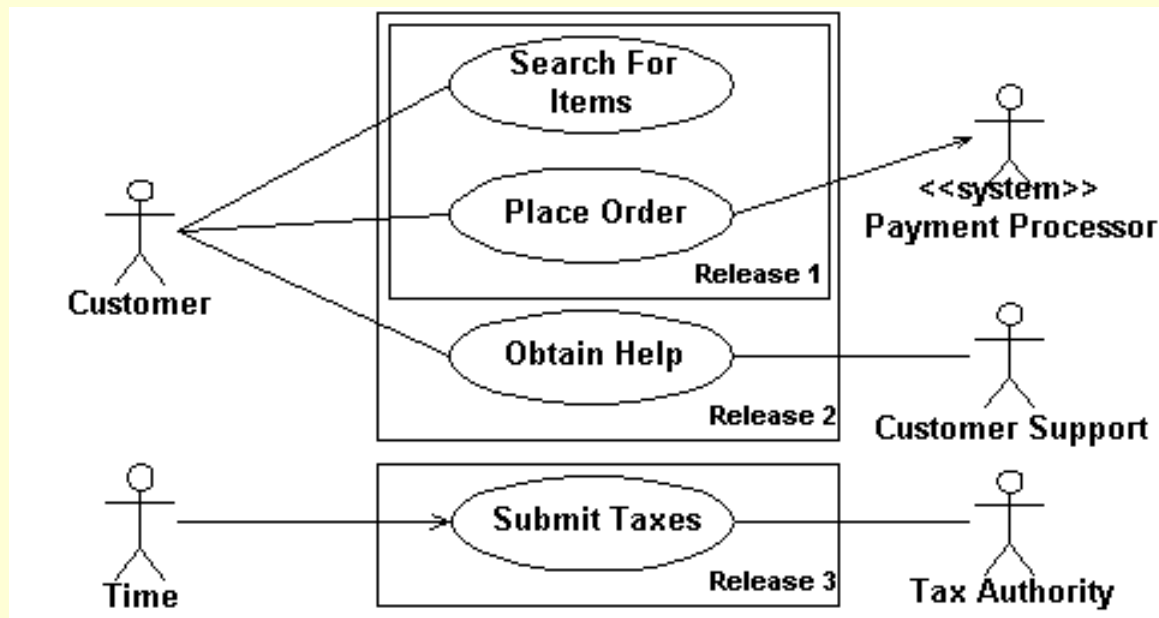 Search For
Items
Place Order
<<system>>
Payment Processor
Release 1
Customer
Obtain Help
Release 2
Customer Support
Submit Taxes
Release 3
Time
Tax Authority